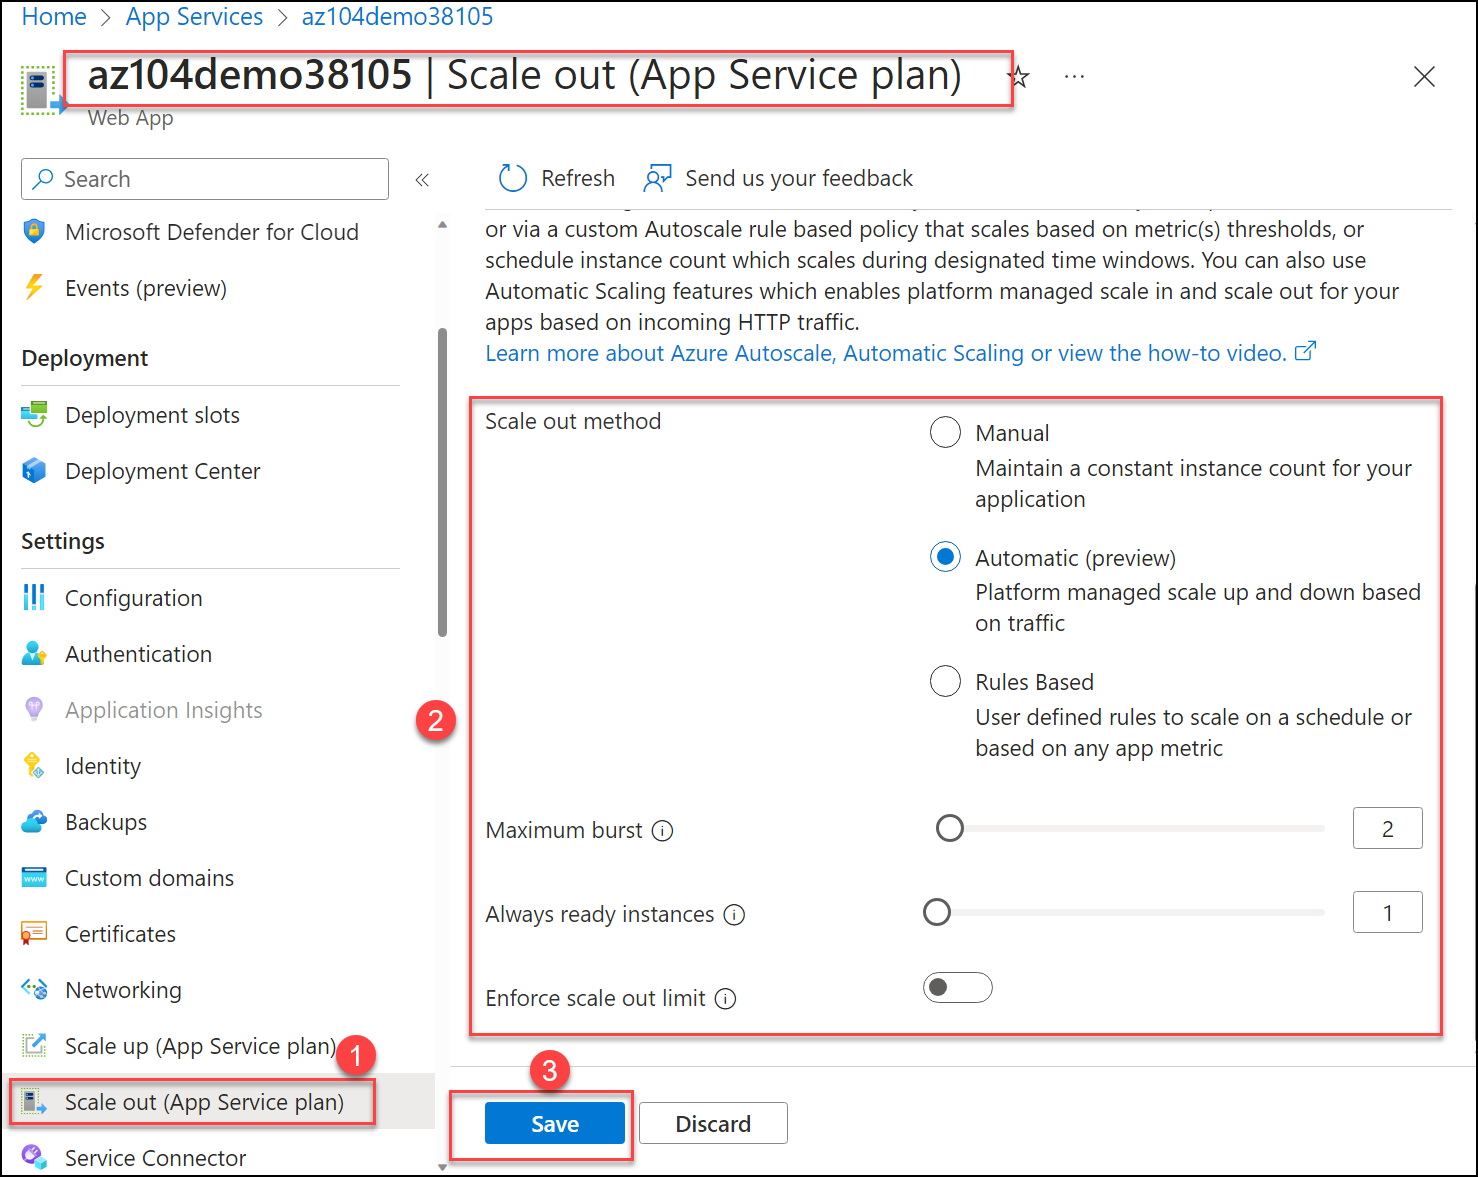 Home > App Services > az104demo38105
az104demo38105 | Scale out (App Service plan)
Web App
Search
Microsoft Defender for Cloud
Events (preview)
Deployment
Deployment slots
Deployment Center
Settings
Configuration
Authentication
Application Insights
Identity
Backups
Custom domains
Certificates
Networking
Scale up (App Service plan)
1
Scale out (App Service plan)
Service Connector
Refresh
Send us your feedback
or via a custom Autoscale rule based policy that scales based on metric(s) thresholds, or
schedule instance count which scales during designated time windows. You can also use
Automatic Scaling features which enables platform managed scale in and scale out for your
apps based on incoming HTTP traffic.
Learn more about Azure Autoscale, Automatic Scaling or view the how-to video.
2
Scale out method
Manual
Maintain a constant instance count for your
application
Automatic (preview)
Platform managed scale up and down based
on traffic
Rules Based
User defined rules to scale on a schedule or
based on any app metric
Maximum burst
2
Always ready instances
1
Enforce scale out limit
3
Save
Discard